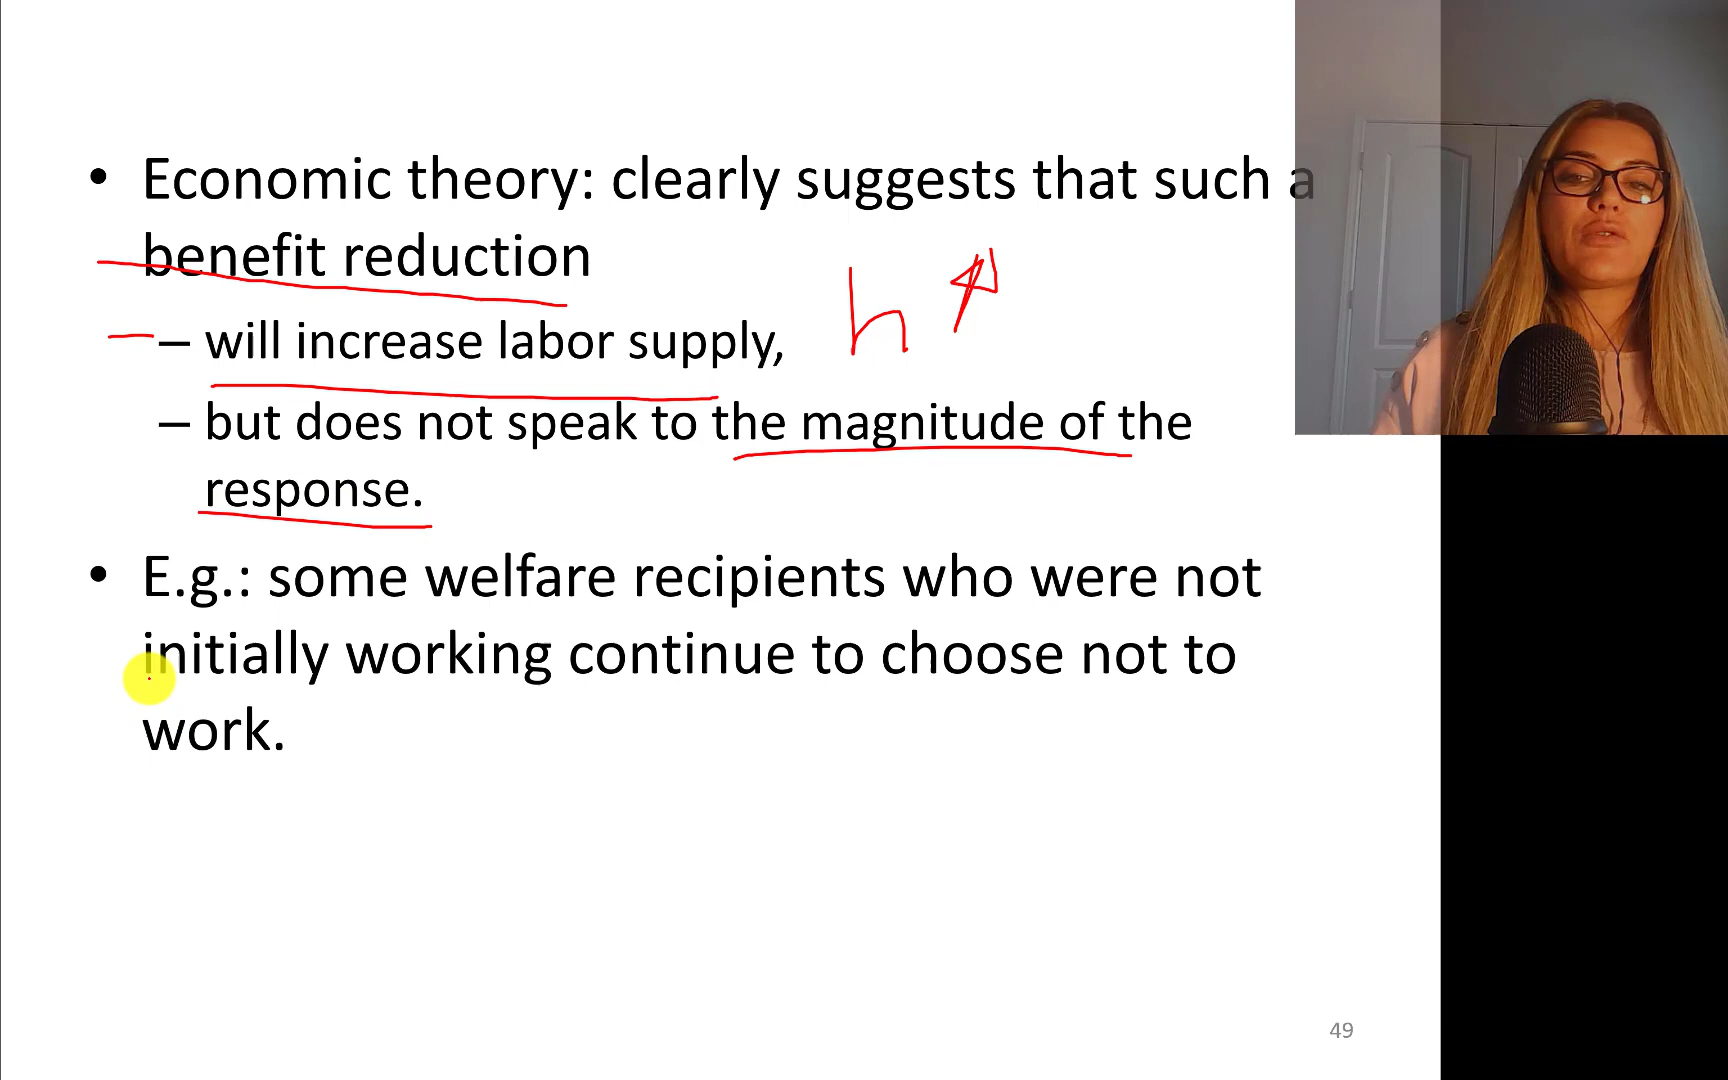 • Economic theory: clearly suggests that such a
benefit reduction
– will increase labor supply,
h
– but does not speak to the magnitude of the
response.
• E.g.: some welfare recipients who were not
initially working continue to choose not to
work.
49